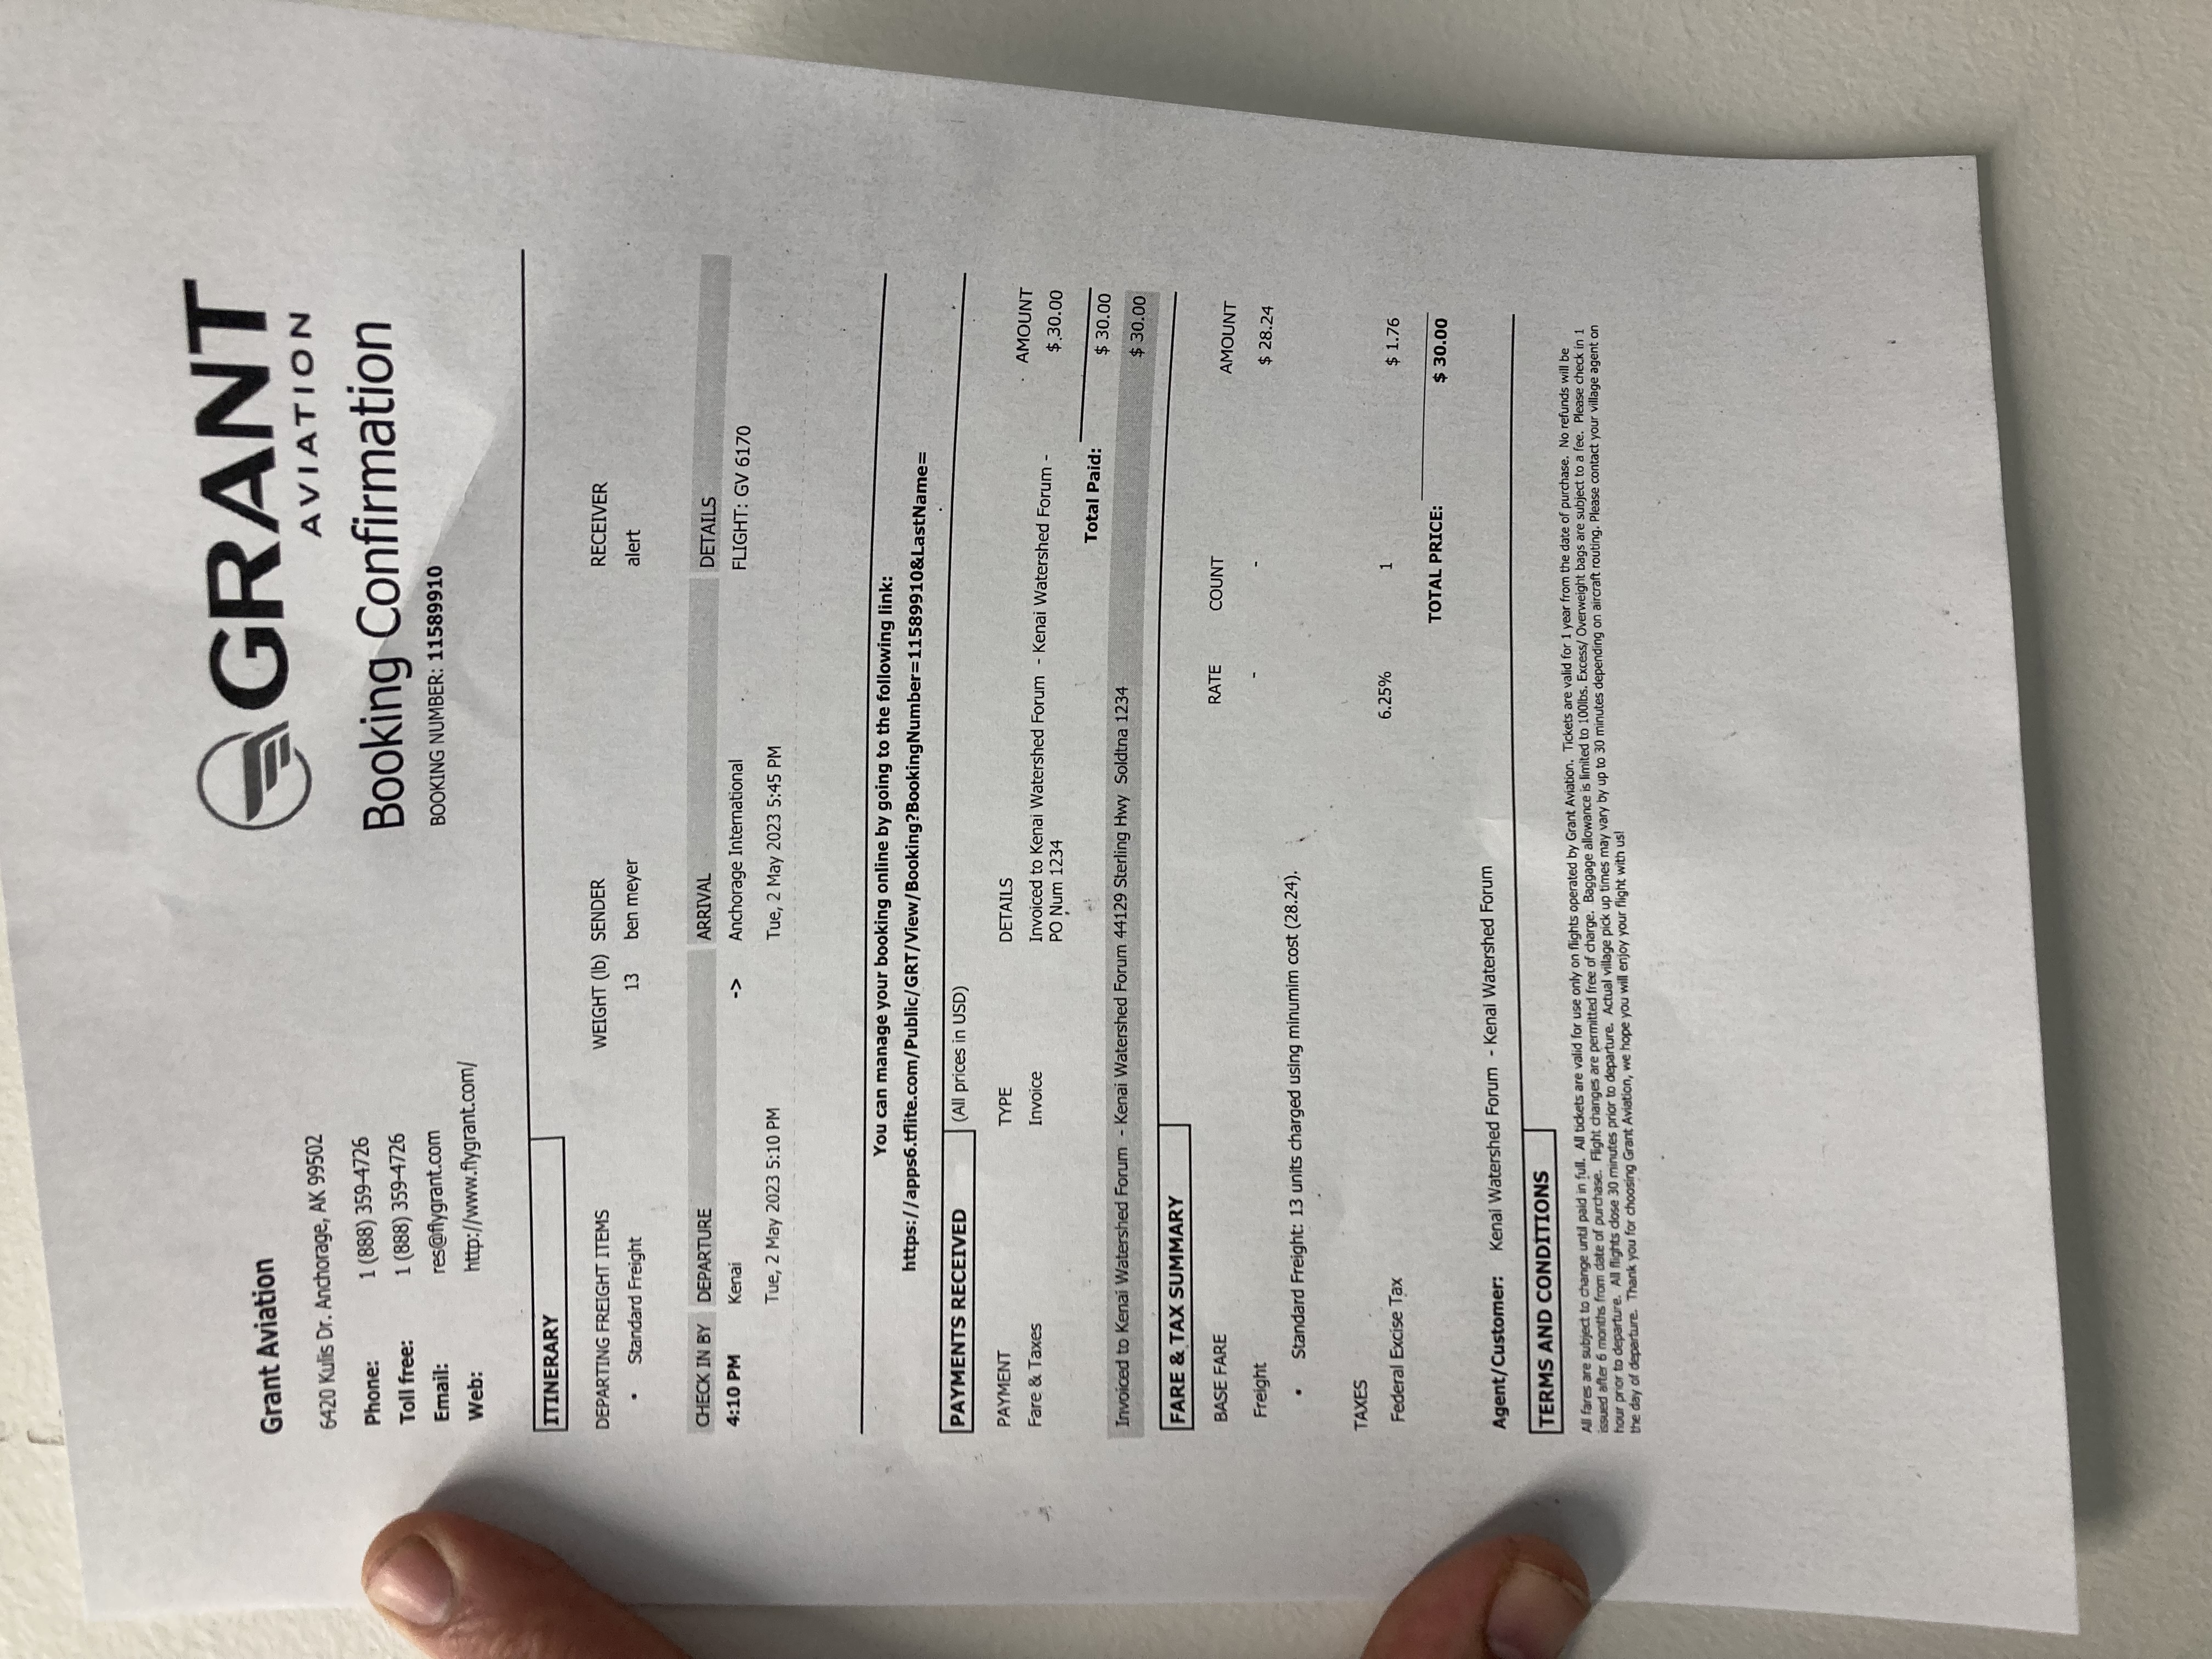 GRANT
AVIATION
Grant Aviation
6420 Kulis Dr. Anchorage, AK 99502
Phone: 1 (888) 359-4726
Toll free: 1 (888) 359-4726
Email: res@flygrant.com
Web: http://www.flygrant.com/
Booking Confirmation
BOOKING NUMBER: 11589910
ITINERARY
DEPARTING FREIGHT ITEMS WEIGHT (lb) SENDER RECEIVER
• Standard Freight 13 ben meyer alert
CHECK IN BY DEPARTURE ARRIVAL DETAILS
4:10 PM Kenai -> Anchorage International FLIGHT: GV 6170
Tue, 2 May 2023 5:10 PM Tue, 2 May 2023 5:45 PM
You can manage your booking online by going to the following link:
https://apps6.tflite.com/Public/GRT/View/Booking?BookingNumber=11589910&LastName=
PAYMENTS RECEIVED (All prices in USD)
PAYMENT TYPE DETAILS AMOUNT
Fare & Taxes Invoice Invoiced to Kenai Watershed Forum - Kenai Watershed Forum - $ 30.00
PO Num 1234
Total Paid: $ 30.00
Invoiced to Kenai Watershed Forum - Kenai Watershed Forum 44129 Sterling Hwy Soldtna 1234 $ 30.00
FARE & TAX SUMMARY
BASE FARE RATE COUNT AMOUNT
Freight - - $ 28.24
• Standard Freight: 13 units charged using minumim cost (28.24).
TAXES
Federal Excise Tax 6.25% 1 $ 1.76
TOTAL PRICE: $ 30.00
Agent/Customer: Kenai Watershed Forum - Kenai Watershed Forum
TERMS AND CONDITIONS
All fares are subject to change until paid in full. All tickets are valid for use only on flights operated by Grant Aviation. Tickets are valid for 1 year from the date of purchase. No refunds will be
issued after 6 months from date of purchase. Flight changes are permitted free of charge. Baggage allowance is limited to 100lbs. Excess/ Overweight bags are subject to a fee. Please check in 1
hour prior to departure. All flights close 30 minutes prior to departure. Actual village pick up times may vary by up to 30 minutes depending on aircraft routing. Please contact your village agent on
the day of departure. Thank you for choosing Grant Aviation, we hope you will enjoy your flight with us!